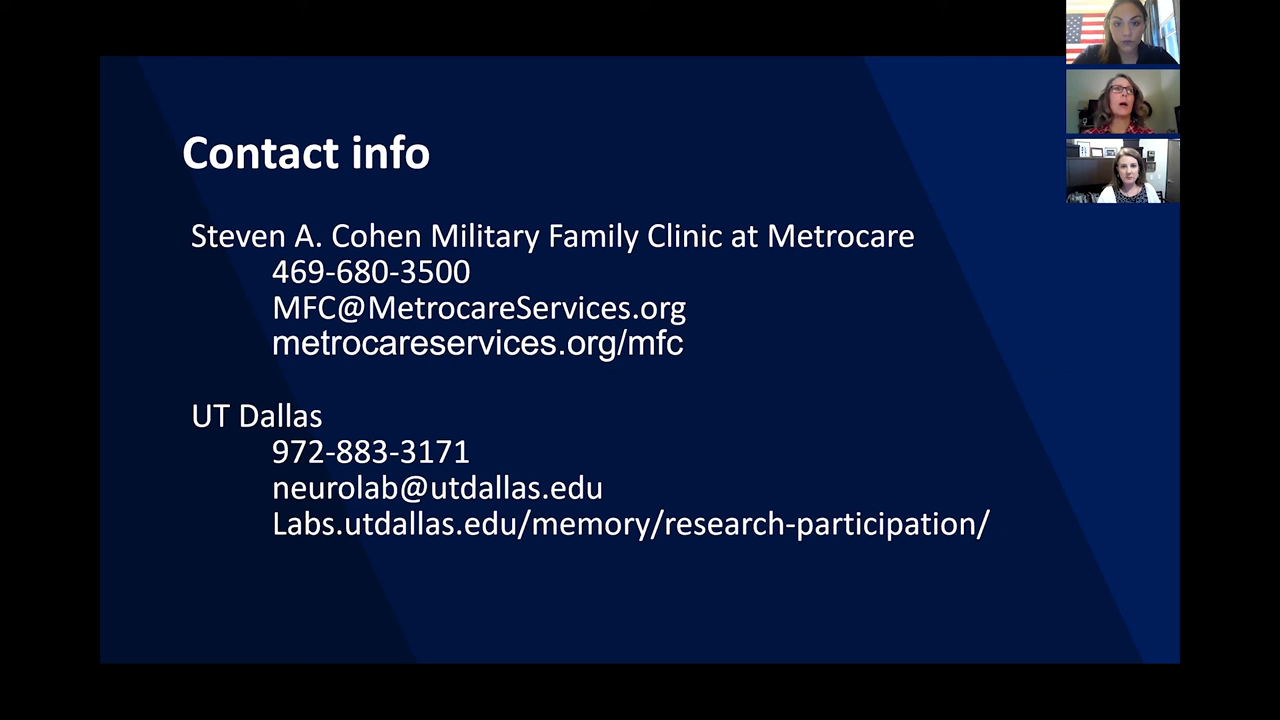 Contact info
Steven A. Cohen Military Family Clinic at Metrocare
469-680-3500
MFC@MetrocareServices.org
metrocareservices.org/mfc
UT Dallas
972-883-3171
neurolab@utdallas.edu
Labs.utdallas.edu/memory/research-participation/